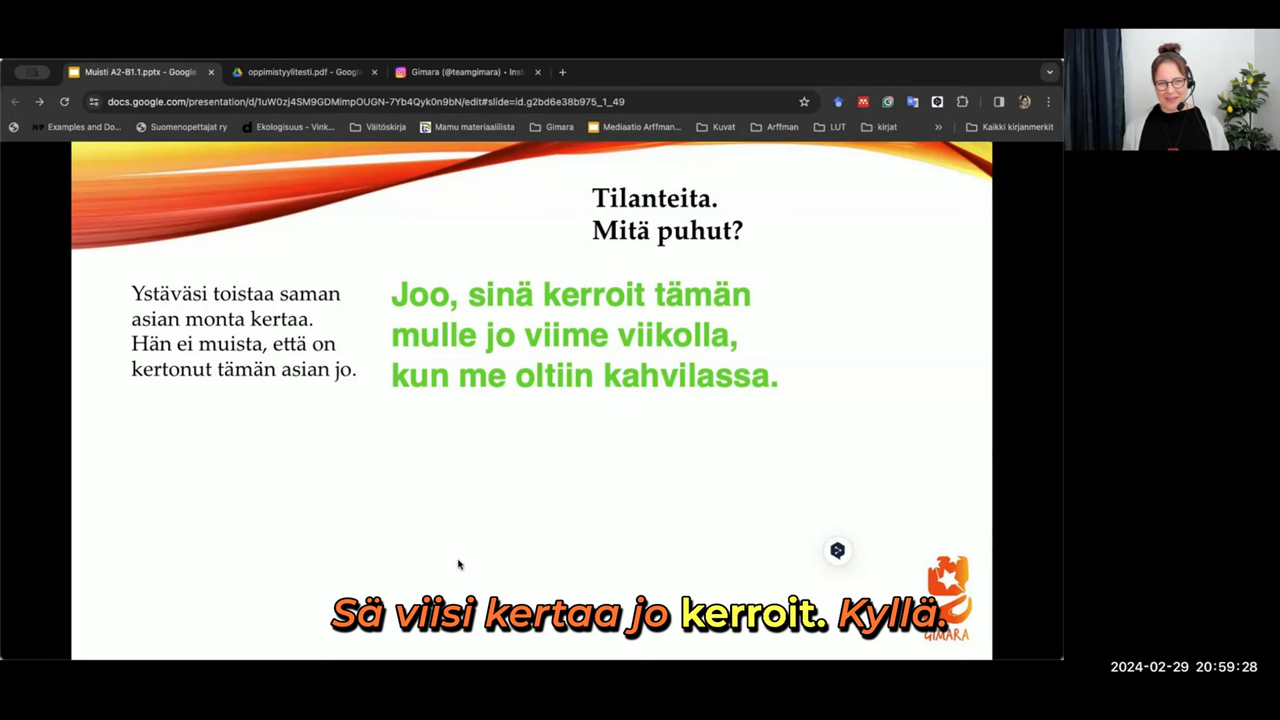 Muisti A2-B1.1.pptx - Google
oppimistyylitesti.pdf - Googl
Gimara (@teamgimara) • Inst
docs.google.com/presentation/d/1uW0zj4SM9GDMimpOUGN-7Yb4Qyk0n9bN/edit#slide=id.g2bd6e38b975_1_49
Examples and Do...
Suomenopettajat ry
Ekologisuus - Vink...
Väitöskirja
Mamu materiaalilista
Gimara
Mediaatio Arffman...
Kuvat
Arffman
LUT
kirjat
»
Kaikki kirjanmerkit
Tilanteita.
Mitä puhut?
Ystäväsi toistaa saman
asian monta kertaa.
Hän ei muista, että on
kertonut tämän asian jo.
Joo, sinä kerroit tämän
mulle jo viime viikolla,
kun me oltiin kahvilassa.
Sä viisi kertaa jo kerroit. Kyllä.
GIMARA
2024-02-29 20:59:28